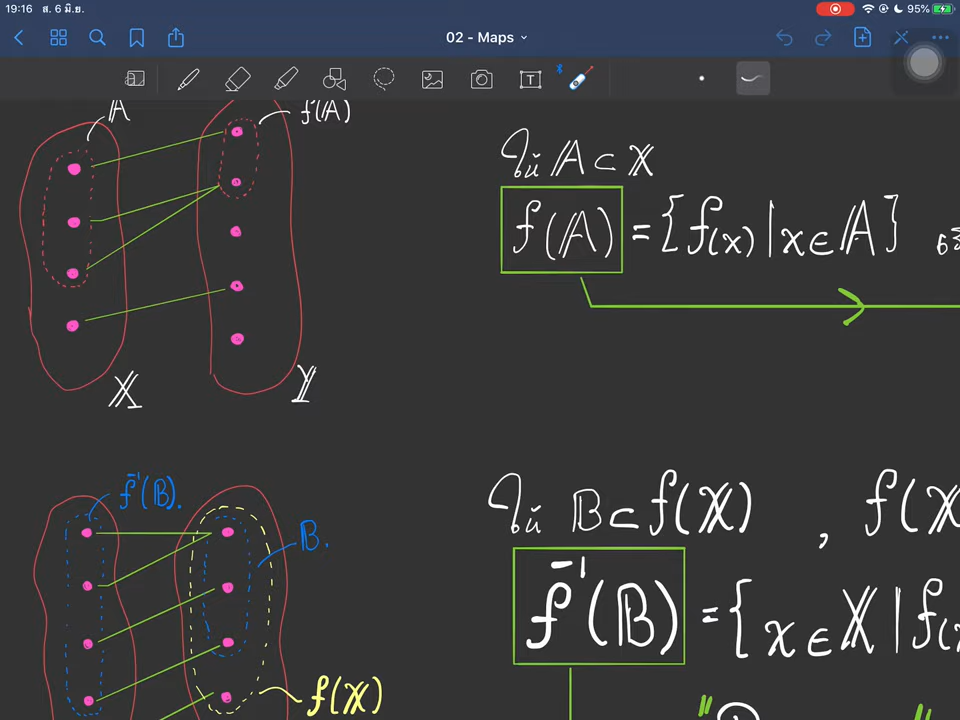 19:16 ส. 6 มิ.ย. 95%
02 - Maps
T
A f(A)
ให้ A ⊂ X
f(A) = {f(x) | x ∈ A}
X Y
f⁻¹(B).
B.
ให้ B ⊂ f(X) , f(X
f⁻¹(B) = { x ∈ X | f(x
f(X)